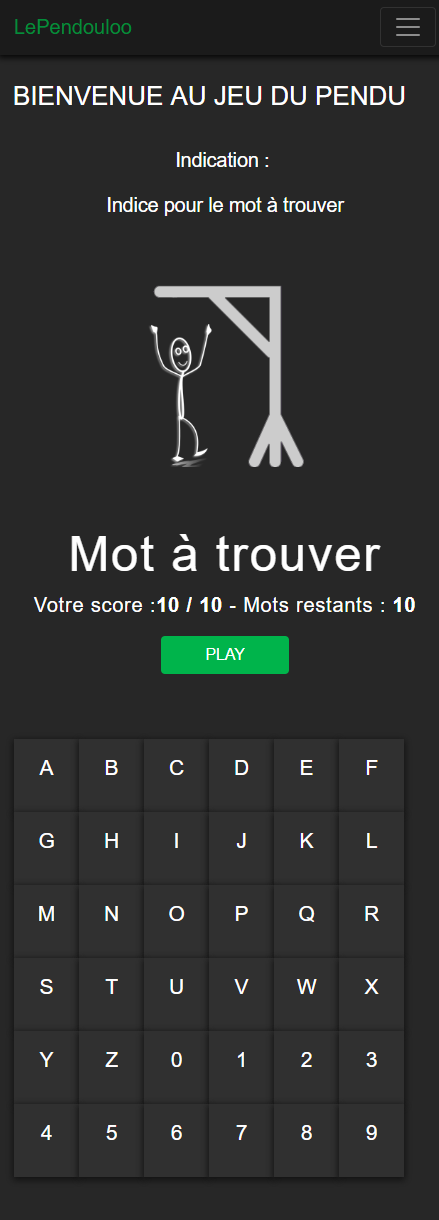 LePendouloo
BIENVENUE AU JEU DU PENDU
Indication :
Indice pour le mot à trouver
Mot à trouver
Votre score :10 / 10 - Mots restants : 10
PLAY
A B C D E F
G H I J K L
M N O P Q R
S T U V W X
Y Z 0 1 2 3
4 5 6 7 8 9